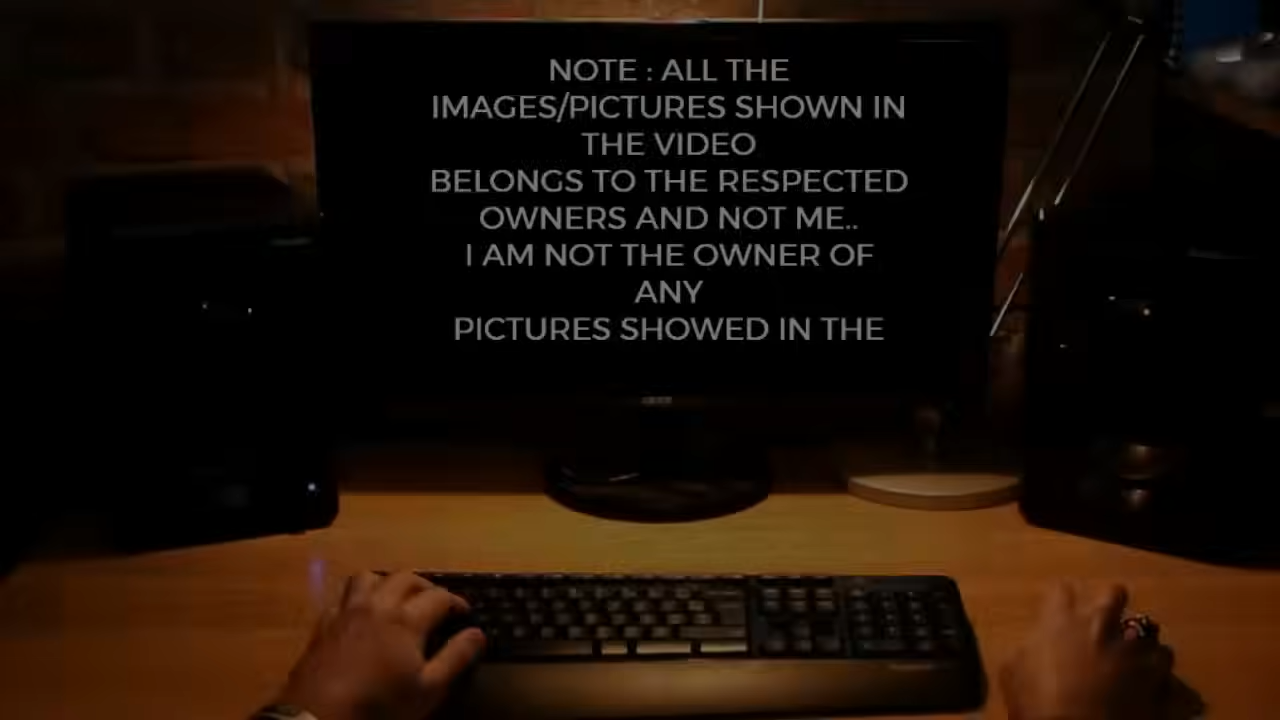 NOTE : ALL THE
IMAGES/PICTURES SHOWN IN
THE VIDEO
BELONGS TO THE RESPECTED
OWNERS AND NOT ME..
I AM NOT THE OWNER OF
ANY
PICTURES SHOWED IN THE